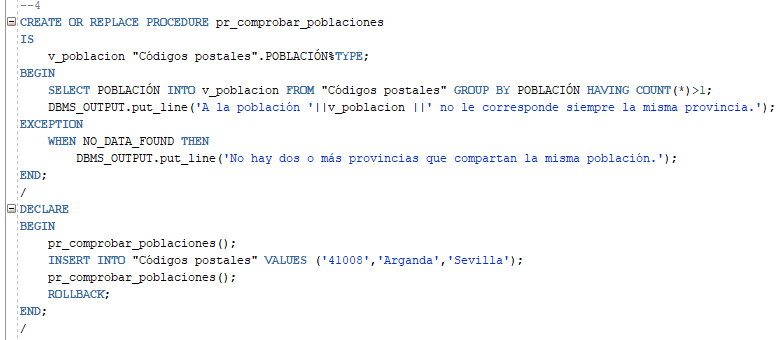 --4
CREATE OR REPLACE PROCEDURE pr_comprobar_poblaciones
IS
    v_poblacion "Códigos postales".POBLACIÓN%TYPE;
BEGIN
    SELECT POBLACIÓN INTO v_poblacion FROM "Códigos postales" GROUP BY POBLACIÓN HAVING COUNT(*)>1;
    DBMS_OUTPUT.put_line('A la población '||v_poblacion ||' no le corresponde siempre la misma provincia.');
EXCEPTION
    WHEN NO_DATA_FOUND THEN
        DBMS_OUTPUT.put_line('No hay dos o más provincias que compartan la misma población.');
END;
/
DECLARE
BEGIN
    pr_comprobar_poblaciones();
    INSERT INTO "Códigos postales" VALUES ('41008','Arganda','Sevilla');
    pr_comprobar_poblaciones();
    ROLLBACK;
END;
/